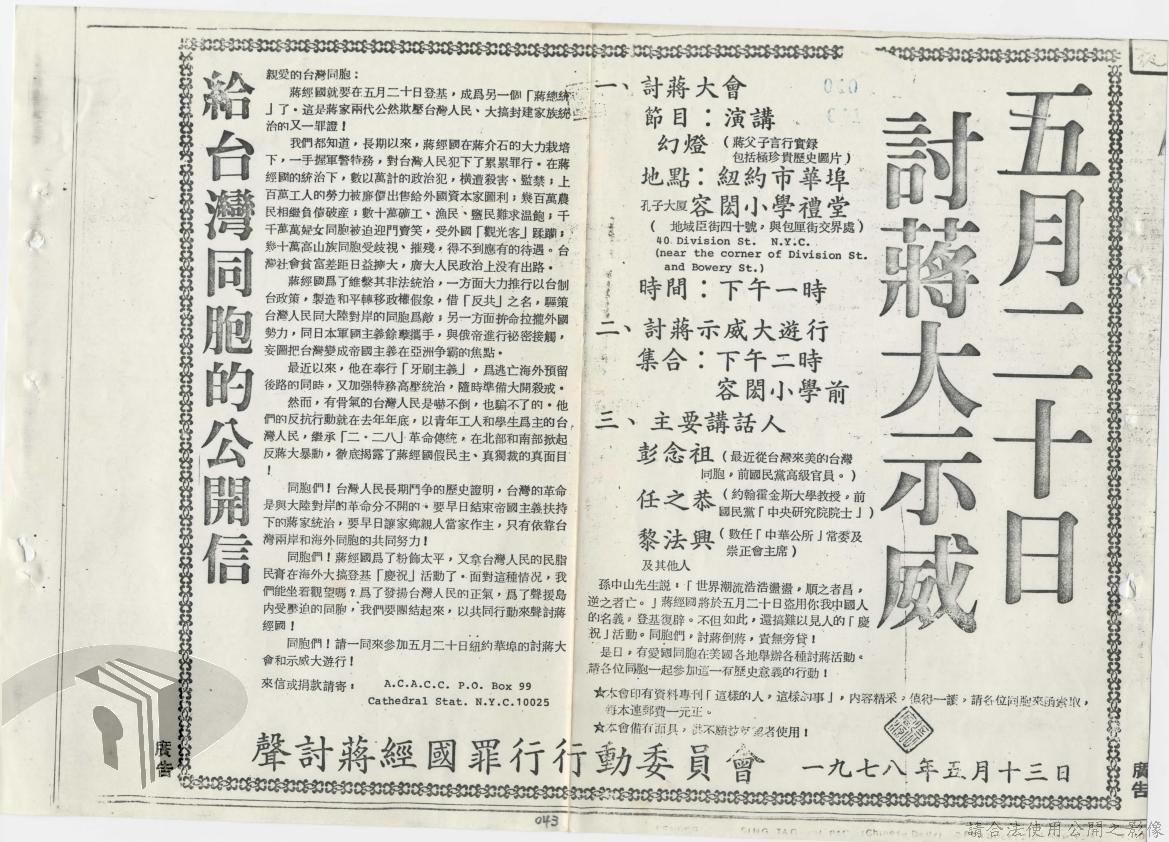 五月二十日
討蔣大示威
一、討蔣大會
節目：演講
幻燈（蔣父子言行實錄
包括極珍貴歷史圖片）
地點：紐約市華埠
孔子大厦容閎小學禮堂
（地域臣街四十號，與包厘街交界處）
40 Division St. N.Y.C.
(near the corner of Division St.
and Bowery St.)
時間：下午一時
二、討蔣示威大遊行
集合：下午二時
容閎小學前
三、主要講話人
彭念祖（最近從台灣來美的台灣
同胞，前國民黨高級官員。）
任之恭（約翰霍金斯大學教授，前
國民黨「中央研究院院士」）
黎法興（數任「中華公所」常委及
崇正會主席）
及其他人
孫中山先生説：「世界潮流浩浩盪盪，順之者昌，
逆之者亡。」蔣經國將於五月二十日盗用你我中國人
的名義，登基復辟。不但如此，還搞難以見人的「慶
祝」活動。同胞們，討蔣倒蔣，責無旁貸！
是日，有愛國同胞在美國各地舉辦各種討蔣活動。
請各位同胞一起參加這一有歷史意義的行動！
★本會印有資料專刊「這樣的人，這樣的事」，内容精采，值得一讀，請各位同胞來函索取，
每本連郵費一元正。
★本會備有面具，供不願者使用！
給台灣同胞的公開信
親愛的台灣同胞：
蔣經國就要在五月二十日登基，成爲另一個「蔣總統
」了。這是蔣家兩代公然欺壓台灣人民、大搞封建家族統
治的又一罪證！
我們都知道，長期以來，蔣經國在蔣介石的大力栽培
下，一手握軍警特務，對台灣人民犯下了累累罪行。在蔣
經國的統治下，數以萬計的政治犯，橫遭殺害、監禁；上
百萬工人的勞力被廉價出售給外國資本家圖利；幾百萬農
民相繼負債破產；數十萬礦工、漁民、鹽民難求温飽；千
千萬萬婦女同胞被迫迎門賣笑，受外國「觀光客」蹂躪；
幾十萬高山族同胞受歧視、摧殘，得不到應有的待遇。台
灣社會貧富差距日益擴大，廣大人民政治上没有出路。
蔣經國爲了維繫其非法統治，一方面大力推行以台制
台政策，製造和平轉移政權假象，借「反共」之名，驅策
台灣人民同大陸對岸的同胞爲敵；另一方面拚命拉攏外國
勢力，同日本軍國主義餘孽攜手，與俄帝進行祕密接觸，
妄圖把台灣變成帝國主義在亞洲爭霸的焦點。
最近以來，他在奉行「牙刷主義」，爲逃亡海外預留
後路的同時，又加强特務高壓統治，隨時準備大開殺戒。
然而，有骨氣的台灣人民是嚇不倒，也騙不了的。他
們的反抗行動就在去年年底，以青年工人和學生爲主的台
灣人民，繼承「二・二八」革命傳統，在北部和南部掀起
反蔣大暴動，徹底揭露了蔣經國假民主、真獨裁的真面目
！
同胞們！台灣人民長期鬥争的歷史證明，台灣的革命
是與大陸對岸的革命分不開的。要早日結束帝國主義扶持
下的蔣家統治，要早日讓家鄉親人當家作主，只有依靠台
灣兩岸和海外同胞的共同努力！
同胞們！蔣經國爲了粉飾太平，又拿台灣人民的民脂
民膏在海外大搞登基「慶祝」活動了。面對這種情况，我
們能坐着觀望嗎？爲了發揚台灣人民的正氣，爲了聲援島
内受壓迫的同胞，我們要團結起來，以共同行動來聲討蔣
經國！
同胞們！請一同來參加五月二十日紐約華埠的討蔣大
會和示威大遊行！
來信或捐款請寄： A.C.A.C.C. P.O. Box 99
Cathedral Stat. N.Y.C.10025
聲討蔣經國罪行行動委員會 一九七八年五月十三日
廣告
廣告
043
請合法使用公開之影像